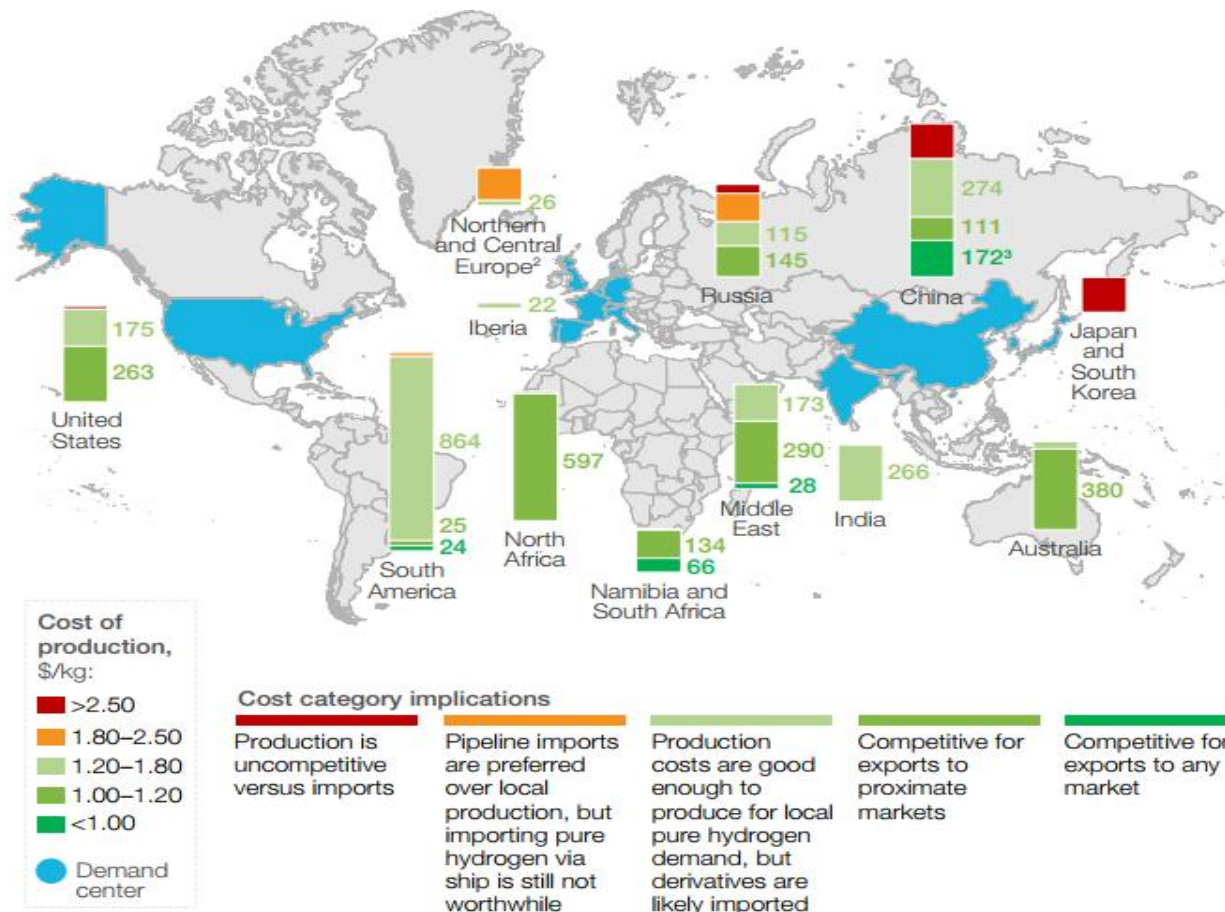 26
Northern
and Central
Europe²
115
145
Russia
274
111
172³
China
22
Iberia
Japan
and
South
Korea
175
263
United
States
864
25
24
South
America
597
North
Africa
134
66
Namibia and
South Africa
173
290
28
Middle
East
266
India
380
Australia
Cost of
production,
$/kg:
>2.50
1.80–2.50
1.20–1.80
1.00–1.20
<1.00
Demand
center
Cost category implications
Production is
uncompetitive
versus imports
Pipeline imports
are preferred
over local
production, but
importing pure
hydrogen via
ship is still not
worthwhile
Production
costs are good
enough to
produce for local
pure hydrogen
demand, but
derivatives are
likely imported
Competitive for
exports to
proximate
markets
Competitive for
exports to any
market